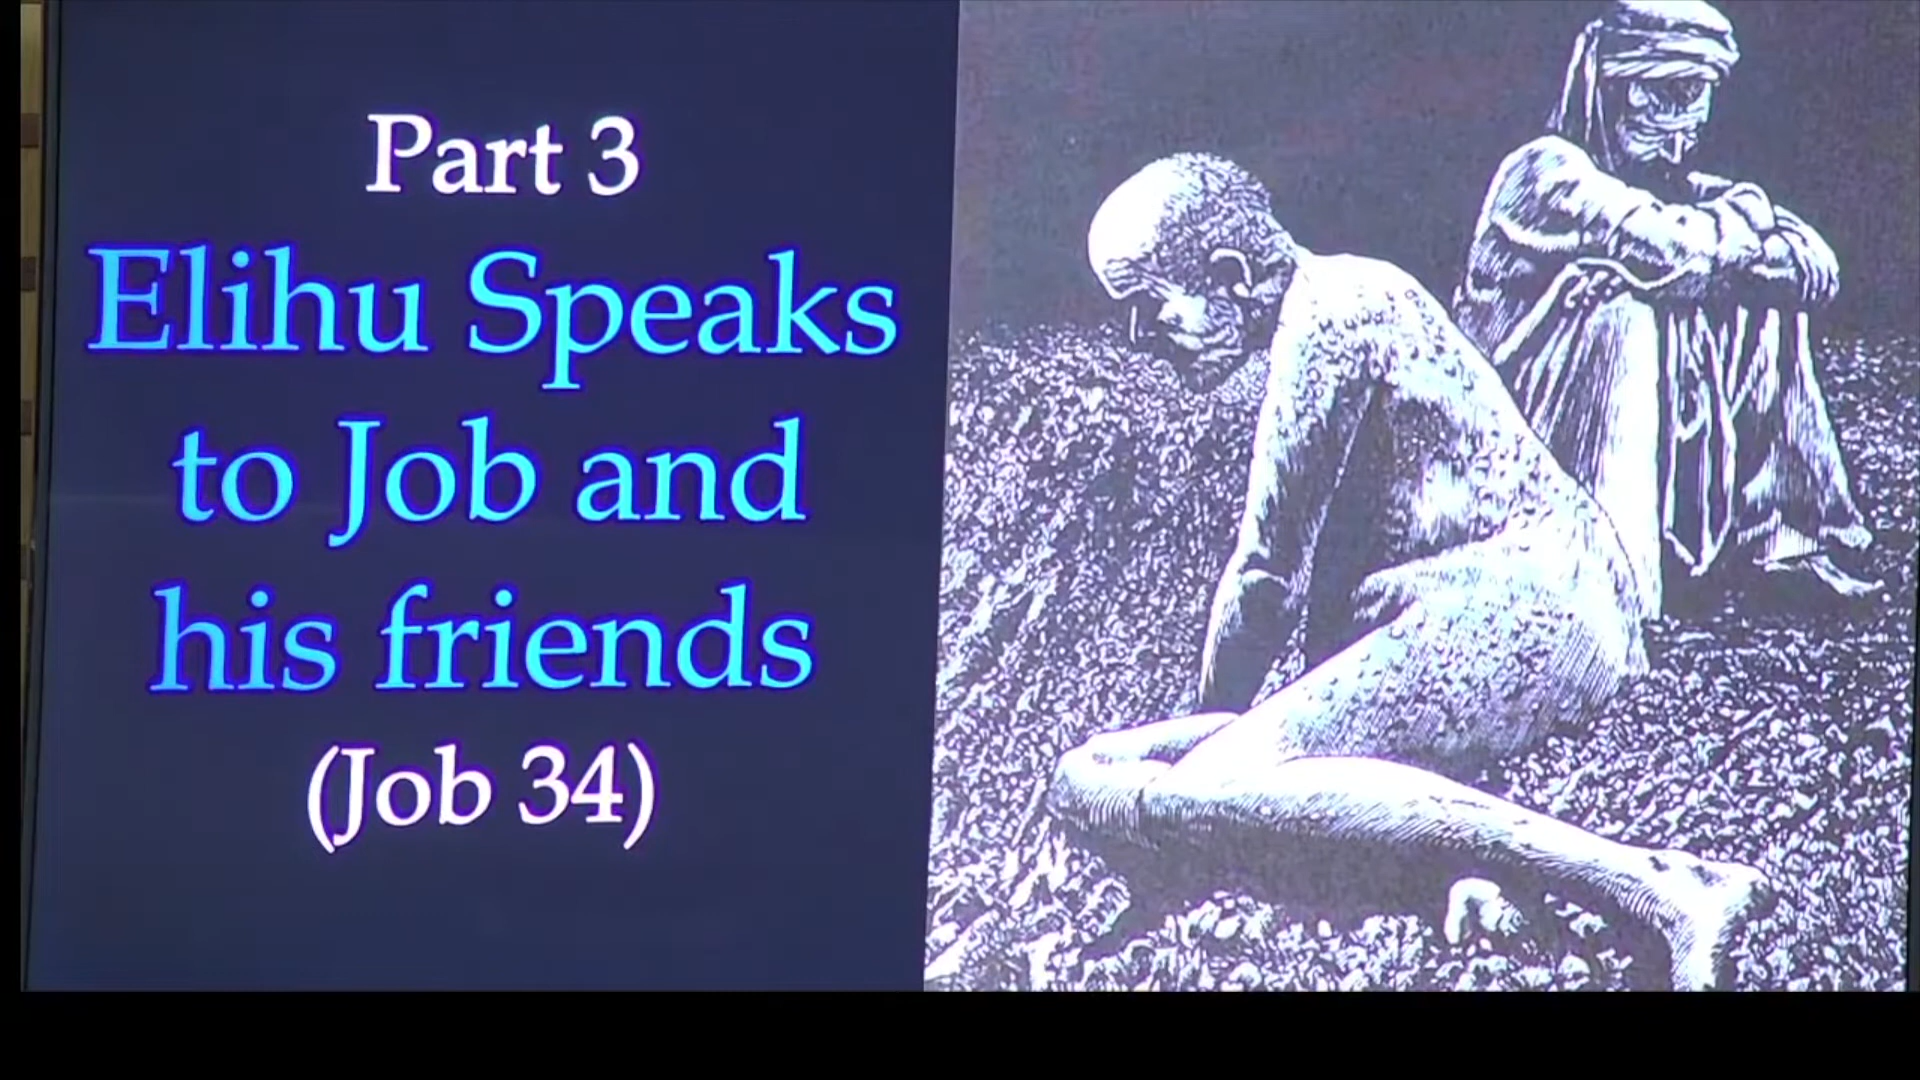 Part 3
Elihu Speaks
to Job and
his friends
(Job 34)